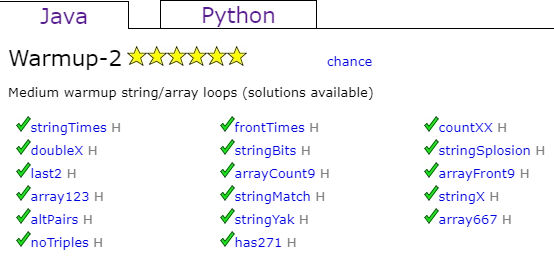 Java Python
Warmup-2 chance
Medium warmup string/array loops (solutions available)
stringTimes H frontTimes H countXX H
doubleX H stringBits H stringSplosion H
last2 H arrayCount9 H arrayFront9 H
array123 H stringMatch H stringX H
altPairs H stringYak H array667 H
noTriples H has271 H